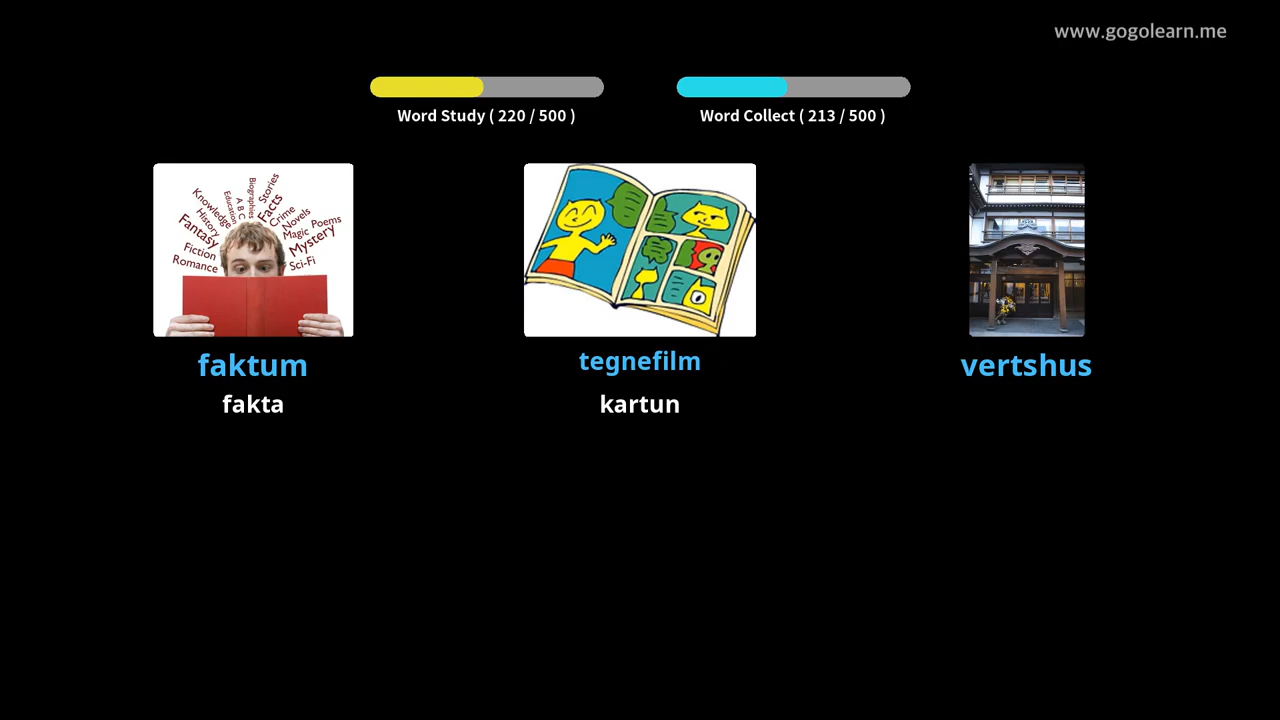 www.gogolearn.me
Word Study ( 220 / 500 )
Word Collect ( 213 / 500 )
Knowledge
History
Fantasy
Fiction
Romance
Education
A B C
Biographies
Stories
Facts
Crime
Novels
Magic
Poems
Mystery
Sci-Fi
faktum
tegnefilm
vertshus
fakta
kartun